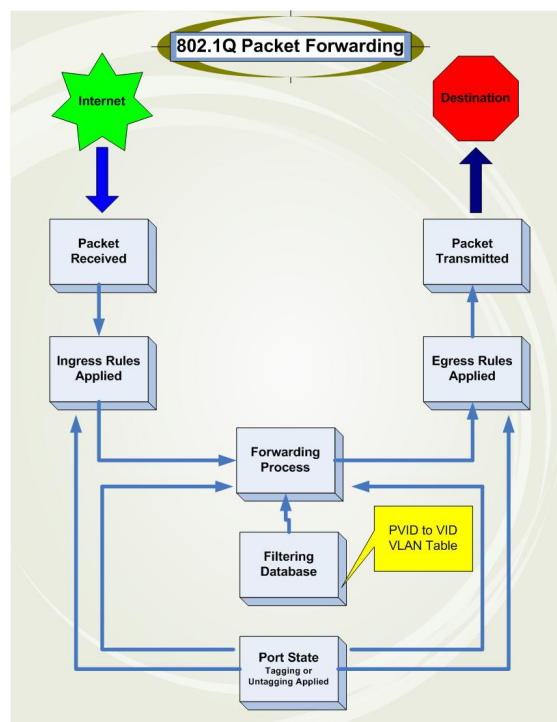 802.1Q Packet Forwarding
Internet
Destination
Packet
Received
Packet
Transmitted
Ingress Rules
Applied
Egress Rules
Applied
Forwarding
Process
PVID to VID
VLAN Table
Filtering
Database
Port State
Tagging or
Untagging Applied